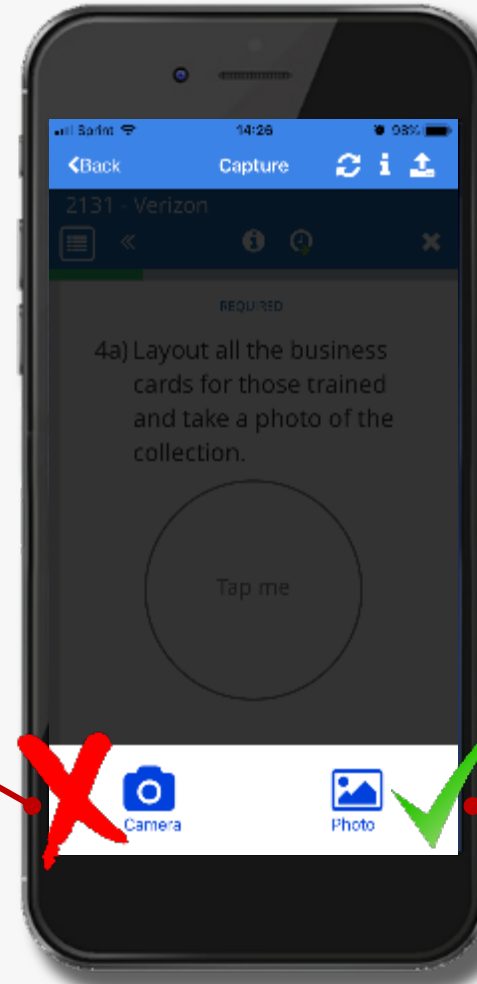 Sprint 14:26 98%
Back Capture i
2131 - Verizon
REQUIRED
4a) Layout all the business
cards for those trained
and take a photo of the
collection.
Tap me
Camera Photo